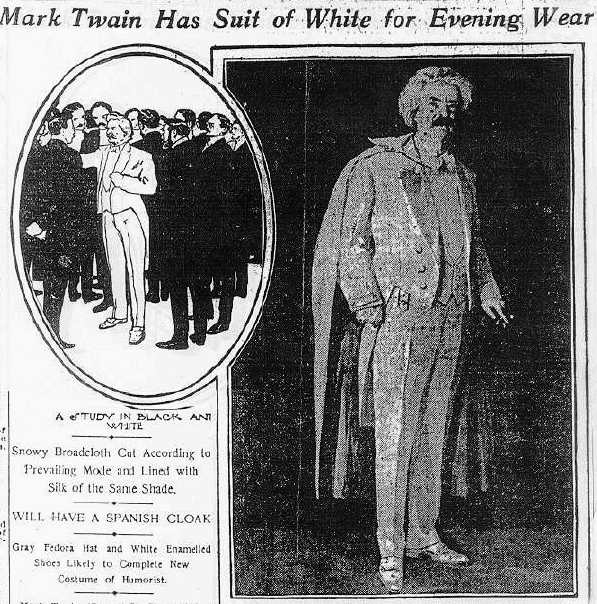 Mark Twain Has Suit of White for Evening Wear
A STUDY IN BLACK AND
WHITE
Snowy Broadcloth Cut According to
Prevailing Mode and Lined with
Silk of the Same Shade.
WILL HAVE A SPANISH CLOAK
Gray Fedora Hat and White Enamelled
Shoes Likely to Complete New
Costume of Humorist.